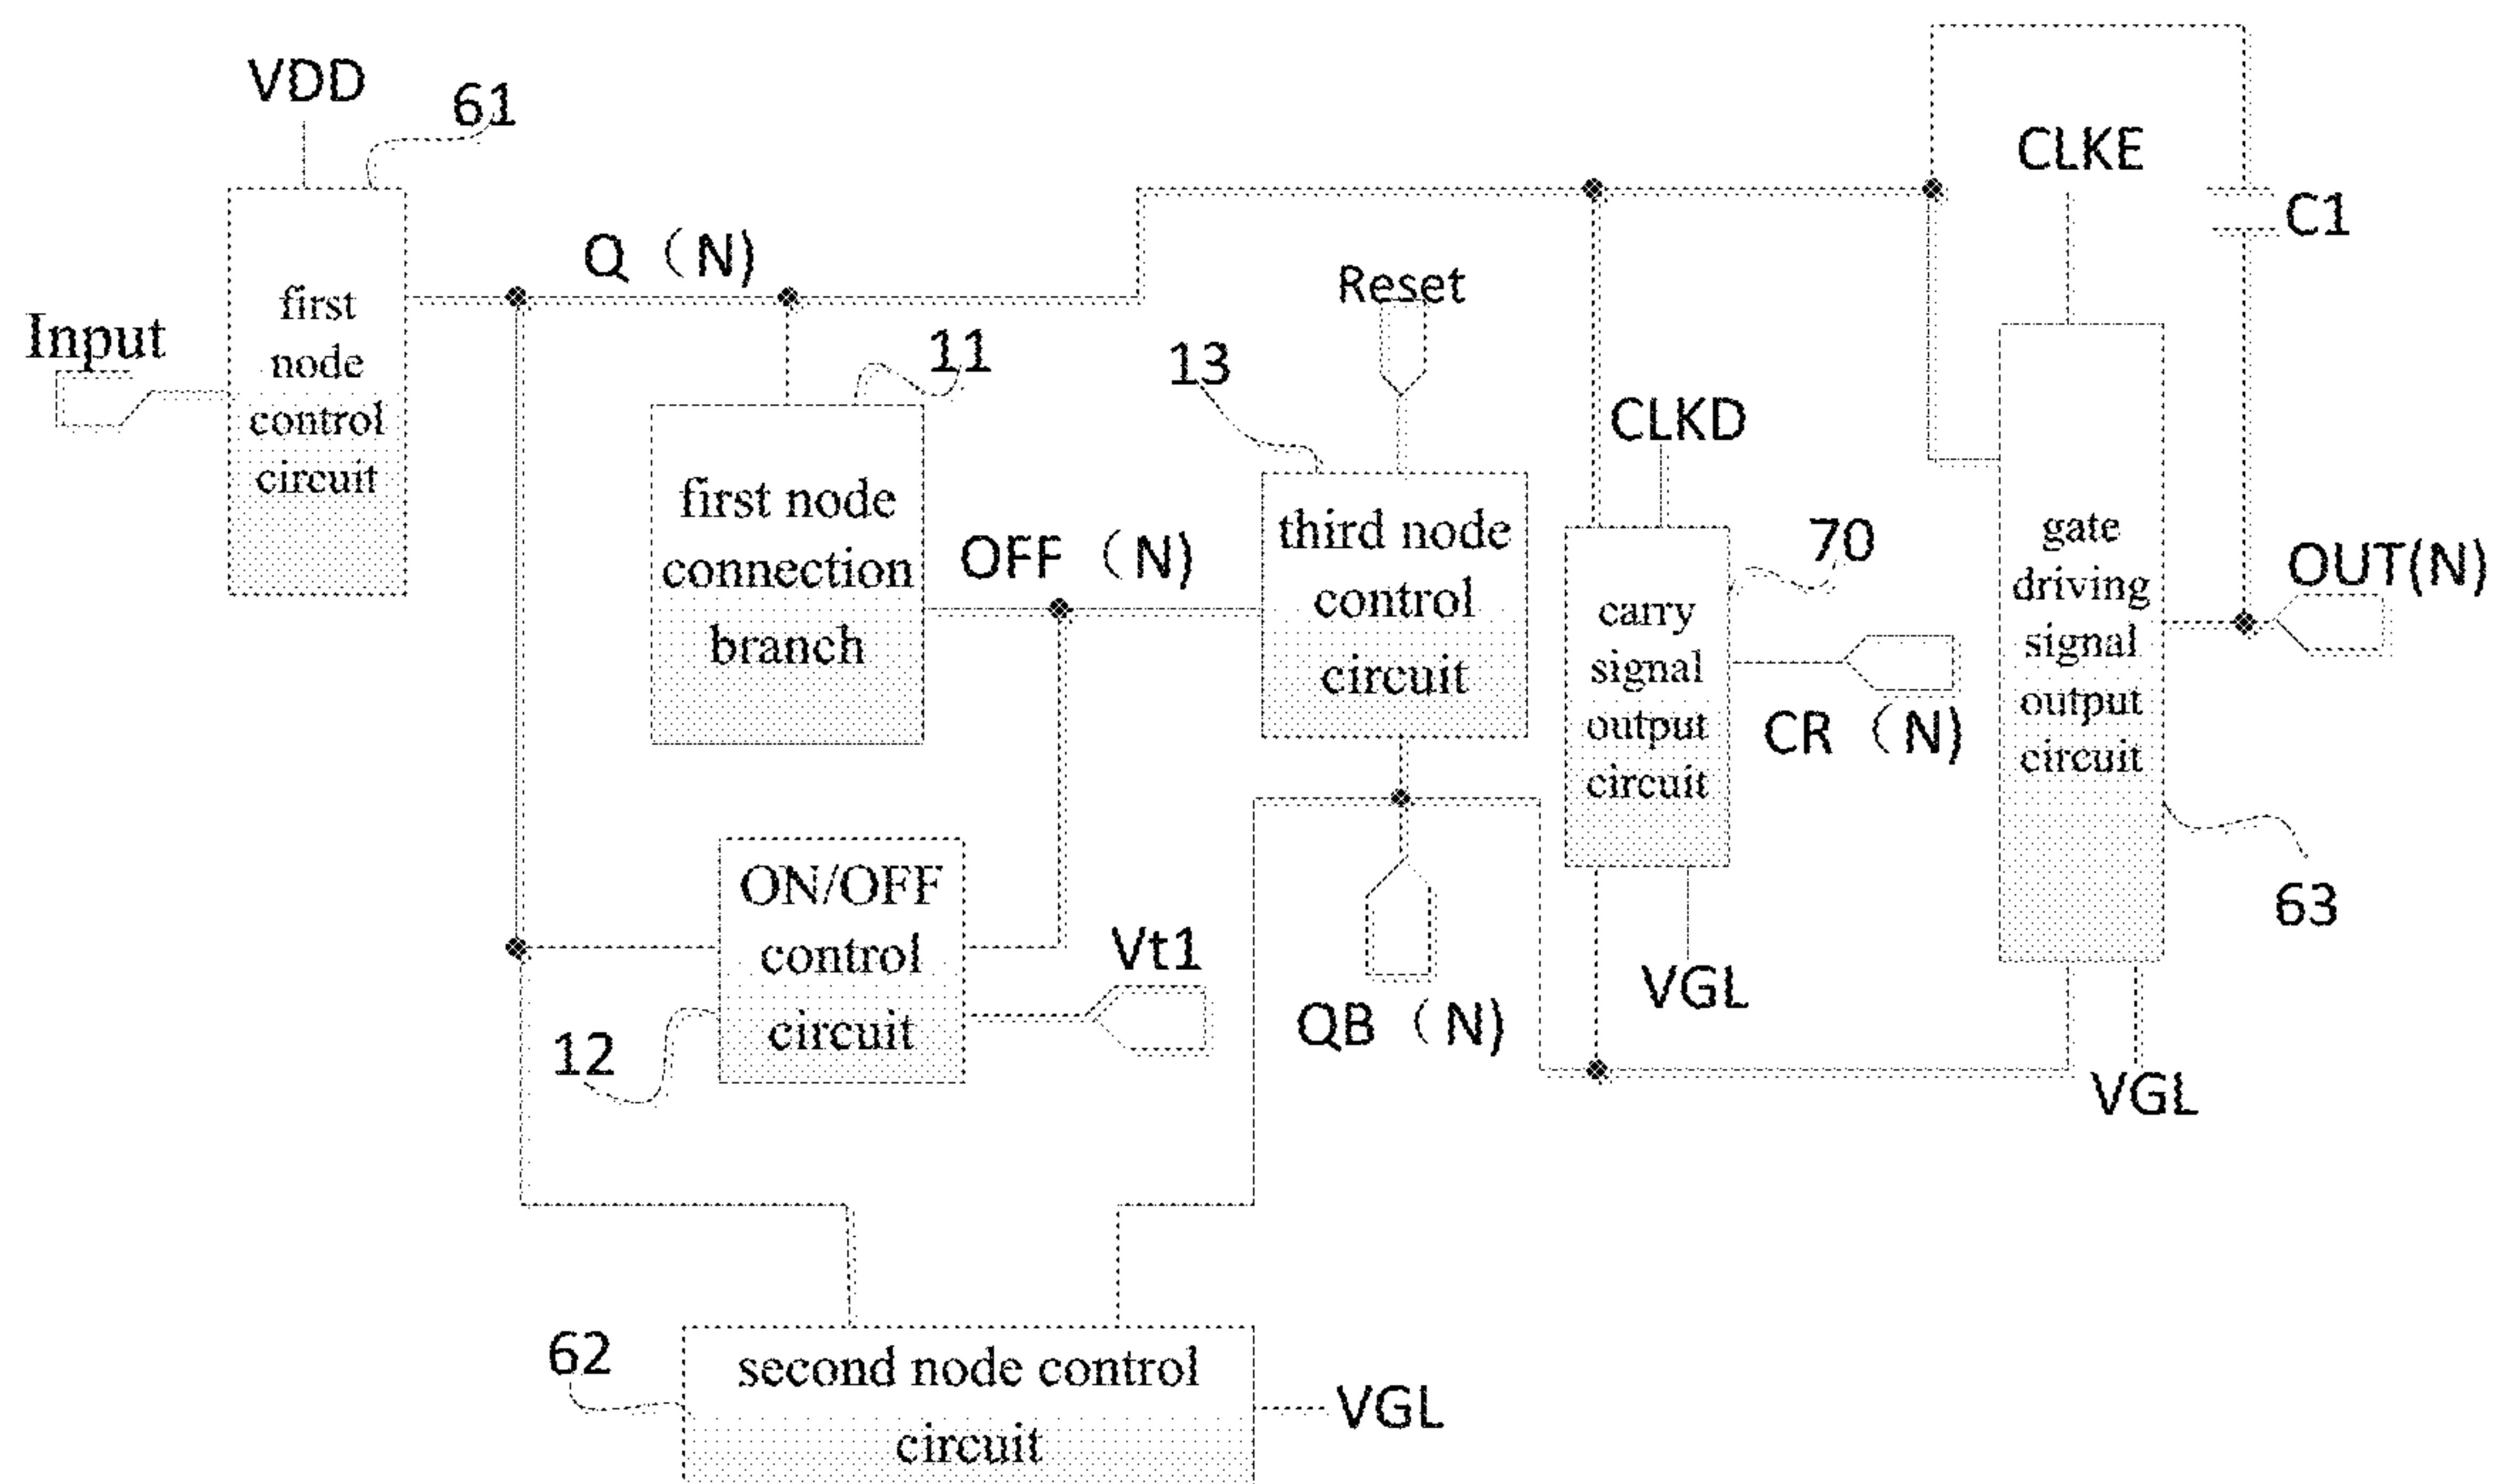 VDD
61
CLKE
C1
Q（N)
Reset
Input
first
node
control
circuit
11
13
CLKD
first node
connection
branch
OFF（N)
third node
control
circuit
70
carry
signal
output
circuit
gate
driving
signal
output
circuit
OUT(N)
CR（N)
ON/OFF
control
circuit
Vt1
63
VGL
QB（N)
12
VGL
62
second node control
circuit
VGL